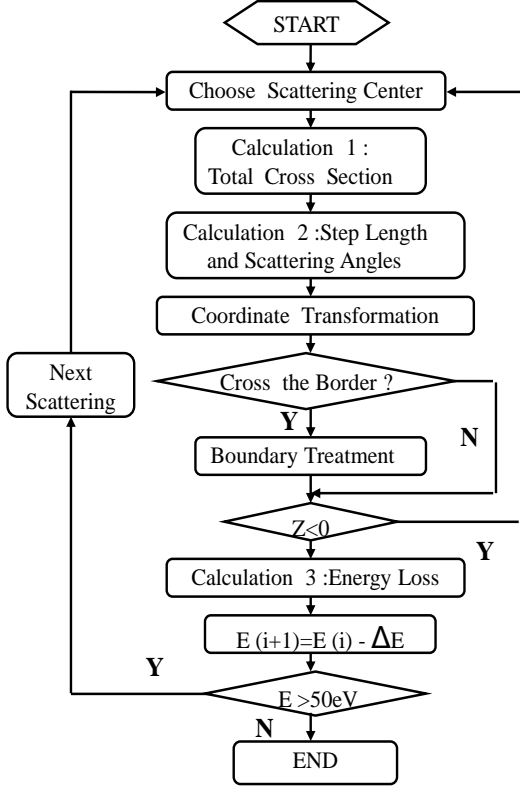 START
Choose Scattering Center
Calculation 1 :
Total Cross Section
Calculation 2 :Step Length
and Scattering Angles
Coordinate Transformation
Next
Scattering
Cross the Border ?
Y
N
Boundary Treatment
Z<0
Y
Calculation 3 :Energy Loss
E (i+1)=E (i) - ΔE
Y
E >50eV
N
END